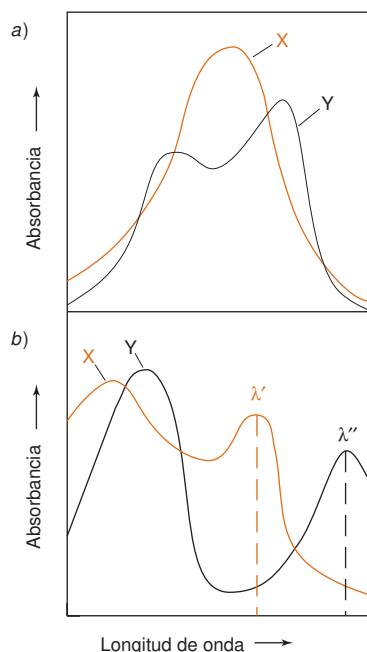 a)
X
Y
Absorbancia
b)
X
Y
λ′
λ″
Absorbancia
Longitud de onda